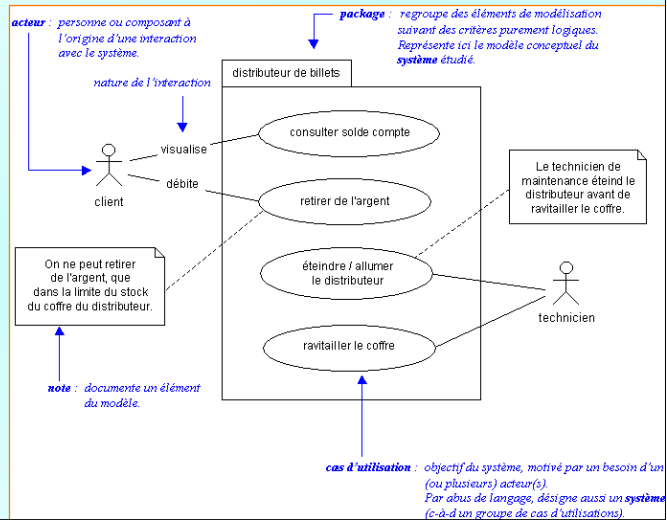 acteur : personne ou composant à
l'origine d'une interaction
avec le système.
package : regroupe des éléments de modélisation
suivant des critères purement logiques.
Représente ici le modèle conceptuel du
système étudié.
nature de l'interaction
distributeur de billets
consulter solde compte
visualise
débite
client
retirer de l'argent
Le technicien de
maintenance éteind le
distributeur avant de
ravitailler le coffre.
On ne peut retirer
de l'argent, que
dans la limite du stock
du coffre du distributeur.
éteindre / allumer
le distributeur
technicien
ravitailler le coffre
note : documente un élément
du modèle.
cas d'utilisation : objectif du système, motivé par un besoin d'un
(ou plusieurs) acteur(s).
Par abus de langage, désigne aussi un système
(c-à-d un groupe de cas d'utilisations).